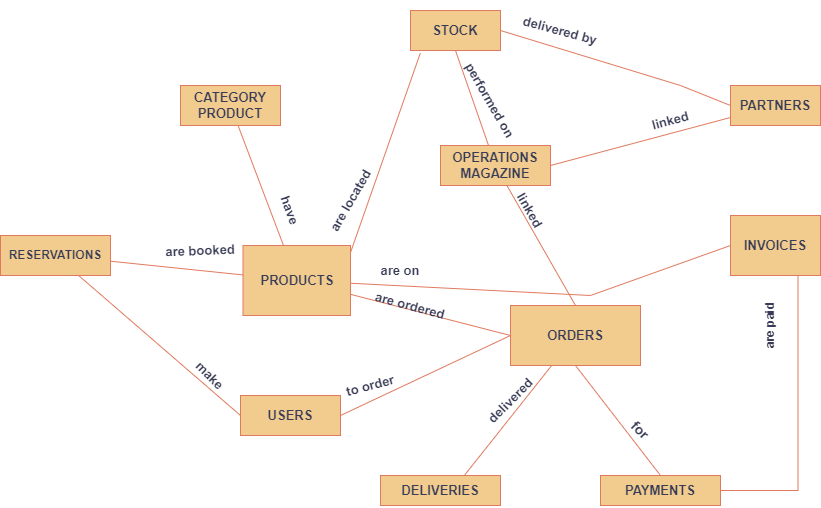 STOCK
delivered by
CATEGORY
PRODUCT
performed on
PARTNERS
linked
OPERATIONS
MAGAZINE
are located
have
linked
RESERVATIONS
are booked
PRODUCTS
are on
INVOICES
are ordered
ORDERS
are paid
make
to order
USERS
delivered
for
DELIVERIES
PAYMENTS